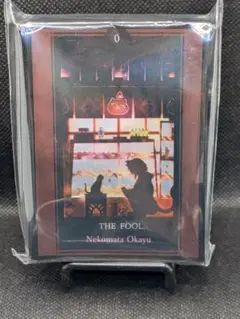 0
THE FOOL
Nekomata Okayu